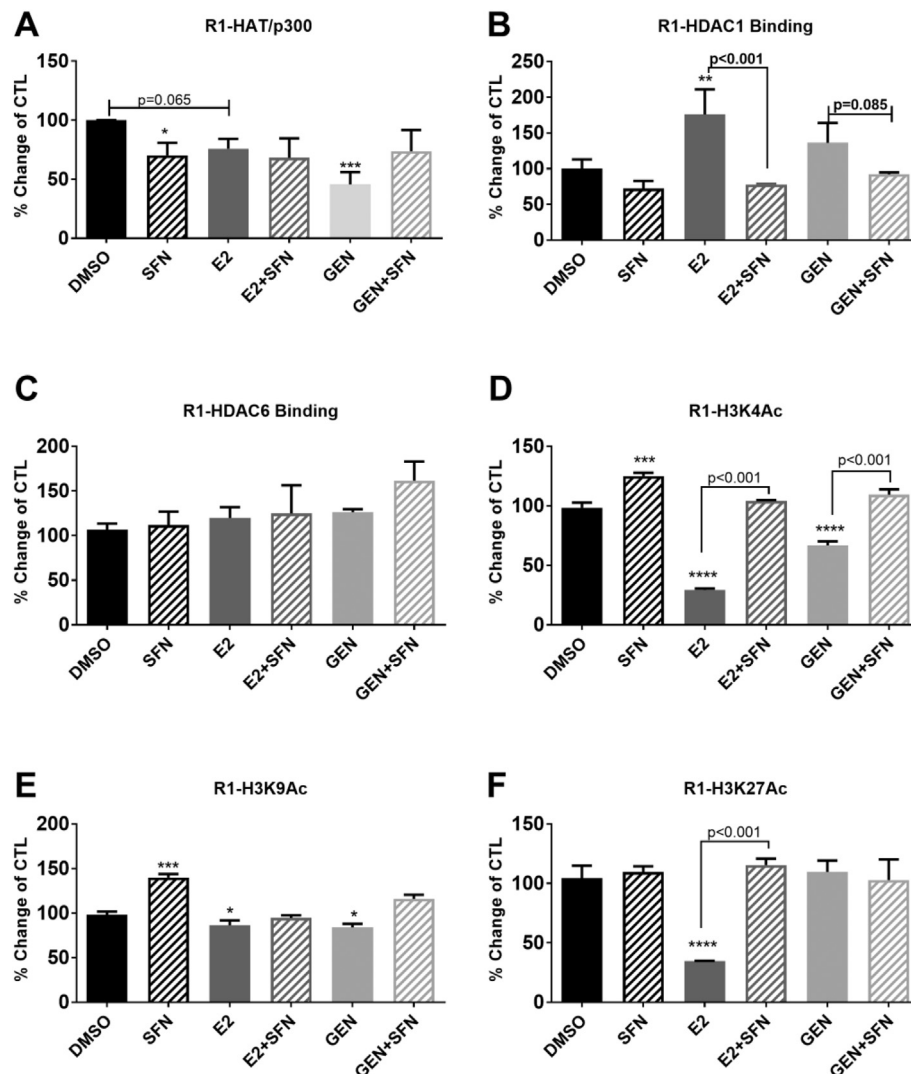 A
R1-HAT/p300
% Change of CTL
150
100
50
0
p=0.065
*
***
DMSO
SFN
E2
E2+SFN
GEN
GEN+SFN
B
R1-HDAC1 Binding
% Change of CTL
250
200
150
100
50
0
**
p<0.001
p=0.085
DMSO
SFN
E2
E2+SFN
GEN
GEN+SFN
C
R1-HDAC6 Binding
% Change of CTL
200
150
100
50
0
DMSO
SFN
E2
E2+SFN
GEN
GEN+SFN
D
R1-H3K4Ac
% Change of CTL
150
100
50
0
***
p<0.001
p<0.001
****
****
DMSO
SFN
E2
E2+SFN
GEN
GEN+SFN
E
R1-H3K9Ac
% Change of CTL
200
150
100
50
0
***
*
*
DMSO
SFN
E2
E2+SFN
GEN
GEN+SFN
F
R1-H3K27Ac
% Change of CTL
150
100
50
0
p<0.001
****
DMSO
SFN
E2
E2+SFN
GEN
GEN+SFN